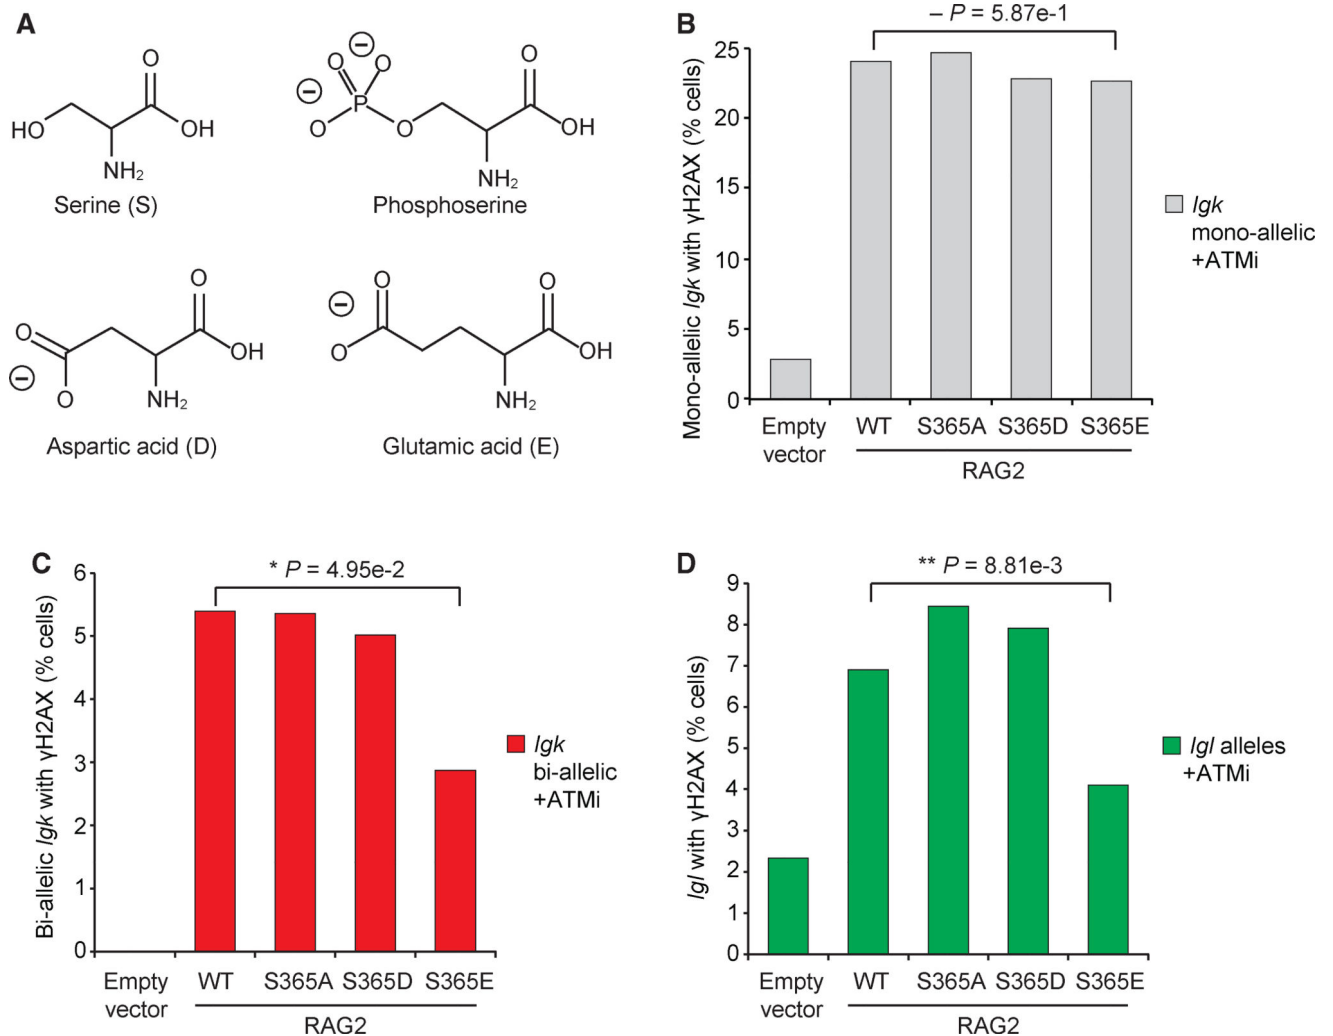 A
HO
O
OH
NH₂
Serine (S)
⊖
⊖
O
O
P
O
O
O
OH
NH₂
Phosphoserine
O
⊖
O
O
OH
NH₂
Aspartic acid (D)
⊖
O
O
O
OH
NH₂
Glutamic acid (E)
B
– P = 5.87e-1
Mono-allelic Igk with γH2AX (% cells)
25
20
15
10
5
0
Empty
vector
WT
S365A
S365D
S365E
RAG2
Igk
mono-allelic
+ATMi
C
* P = 4.95e-2
Bi-allelic Igk with γH2AX (% cells)
6
5
4
3
2
1
0
Empty
vector
WT
S365A
S365D
S365E
RAG2
Igk
bi-allelic
+ATMi
D
** P = 8.81e-3
Igl with γH2AX (% cells)
9
8
7
6
5
4
3
2
1
0
Empty
vector
WT
S365A
S365D
S365E
RAG2
Igl alleles
+ATMi